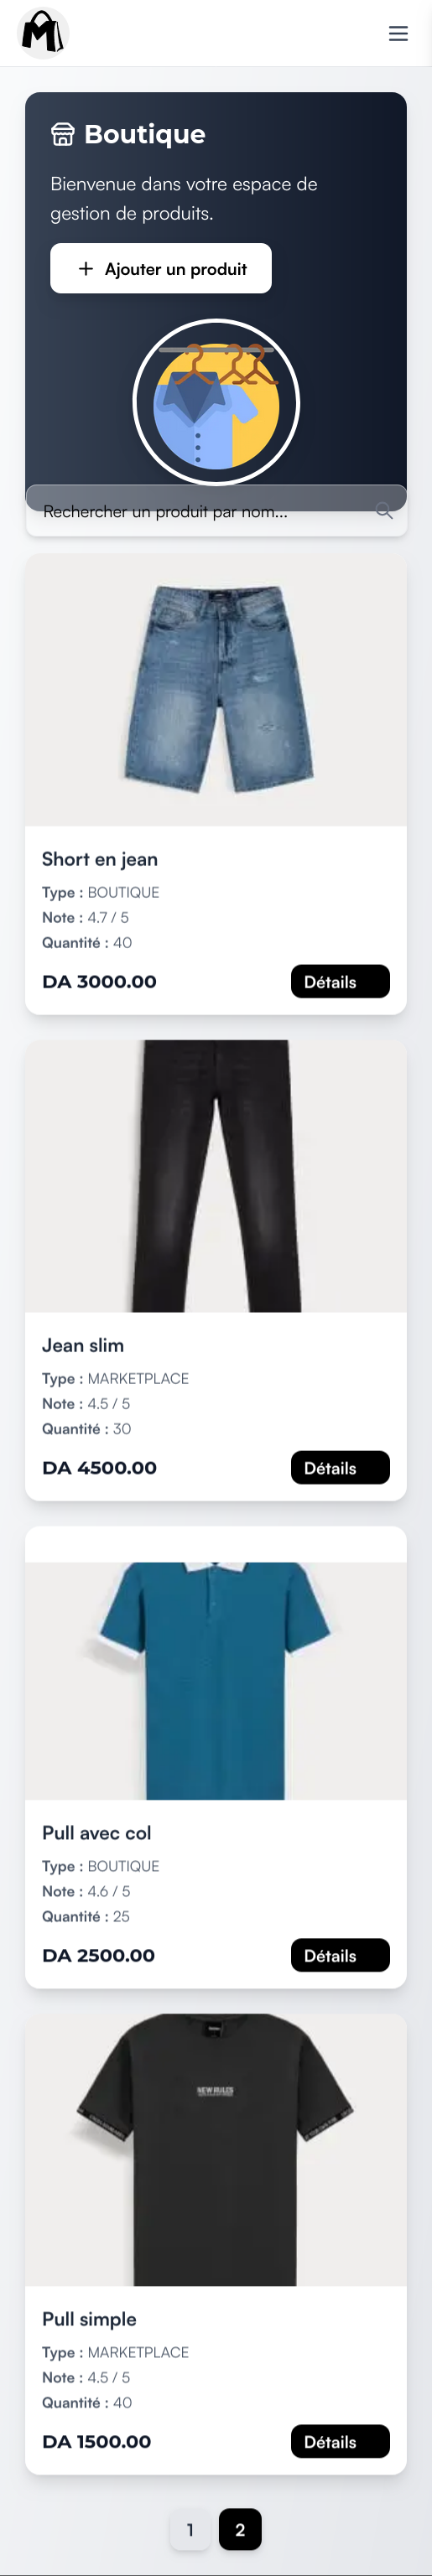 M
Boutique
Bienvenue dans votre espace de
gestion de produits.
Ajouter un produit
Rechercher un produit par nom...
Short en jean
Type : BOUTIQUE
Note : 4.7 / 5
Quantité : 40
DA 3000.00 Détails
Jean slim
Type : MARKETPLACE
Note : 4.5 / 5
Quantité : 30
DA 4500.00 Détails
Pull avec col
Type : BOUTIQUE
Note : 4.6 / 5
Quantité : 25
DA 2500.00 Détails
NEW RULES
Pull simple
Type : MARKETPLACE
Note : 4.5 / 5
Quantité : 40
DA 1500.00 Détails
1 2